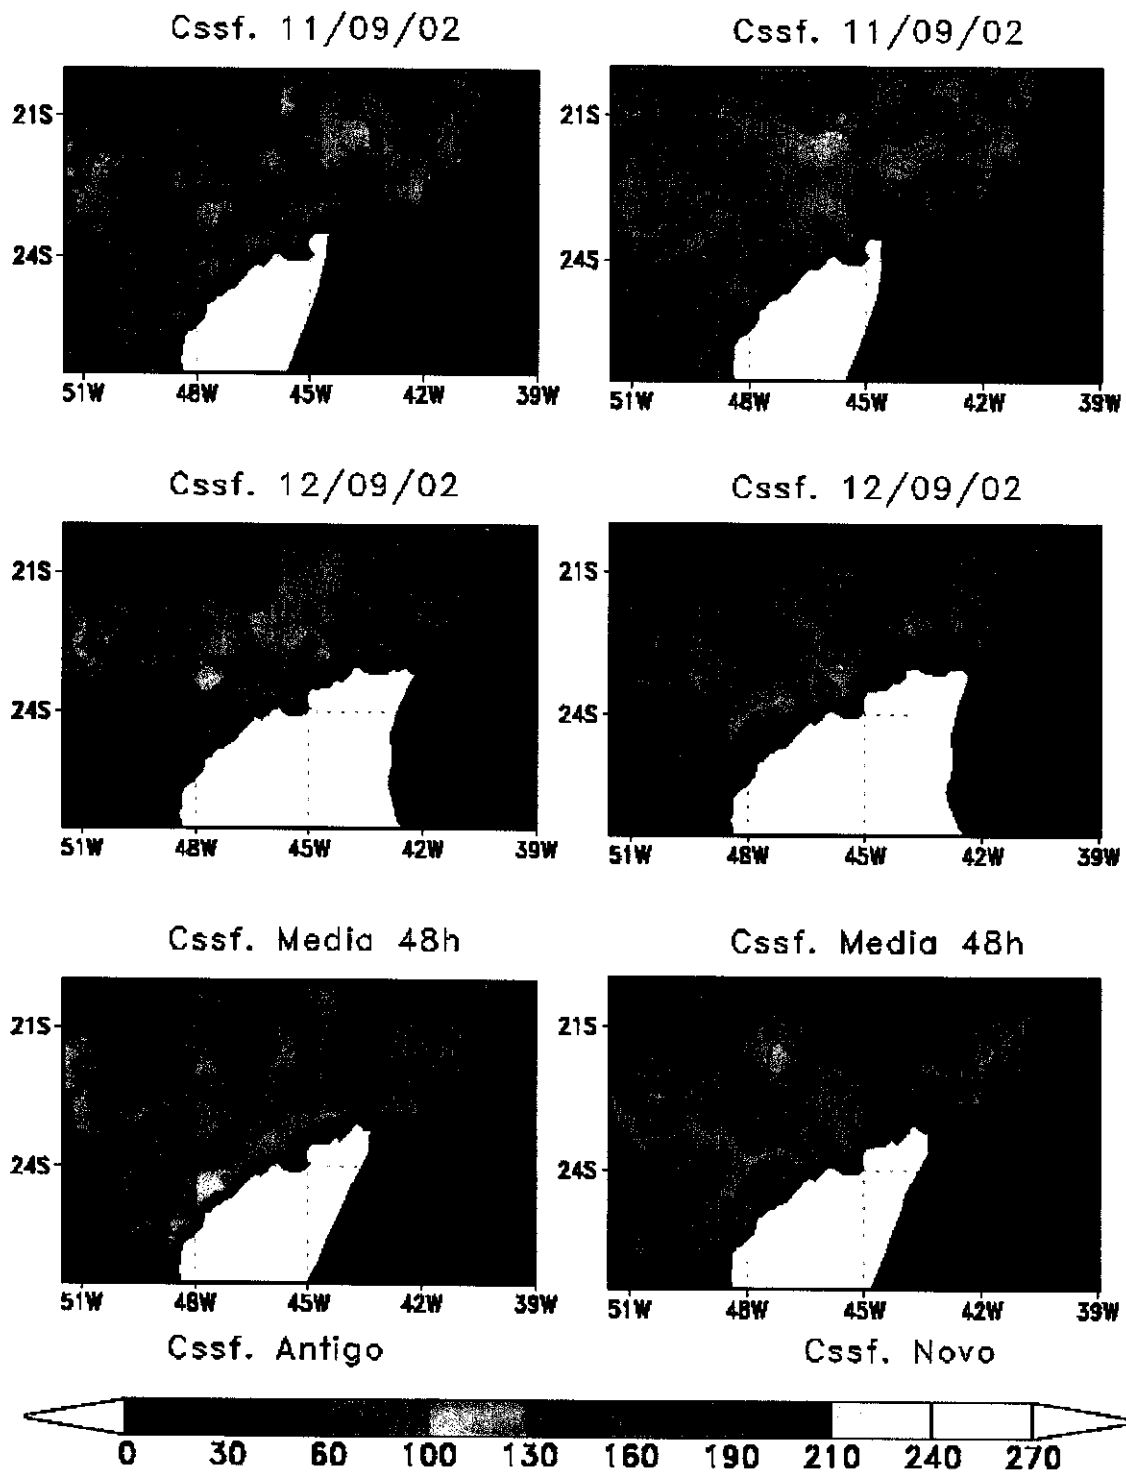 Cssf. 11/09/02
Cssf. 11/09/02
21S
24S
51W 48W 45W 42W 39W
21S
24S
51W 48W 45W 42W 39W
Cssf. 12/09/02
Cssf. 12/09/02
21S
24S
51W 48W 45W 42W 39W
21S
24S
51W 48W 45W 42W 39W
Cssf. Media 48h
Cssf. Media 48h
21S
24S
51W 48W 45W 42W 39W
21S
24S
51W 48W 45W 42W 39W
Cssf. Antigo
Cssf. Novo
0 30 60 100 130 160 190 210 240 270